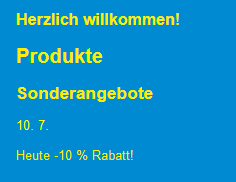 Herzlich willkommen!
Produkte
Sonderangebote
10. 7.
Heute -10 % Rabatt!